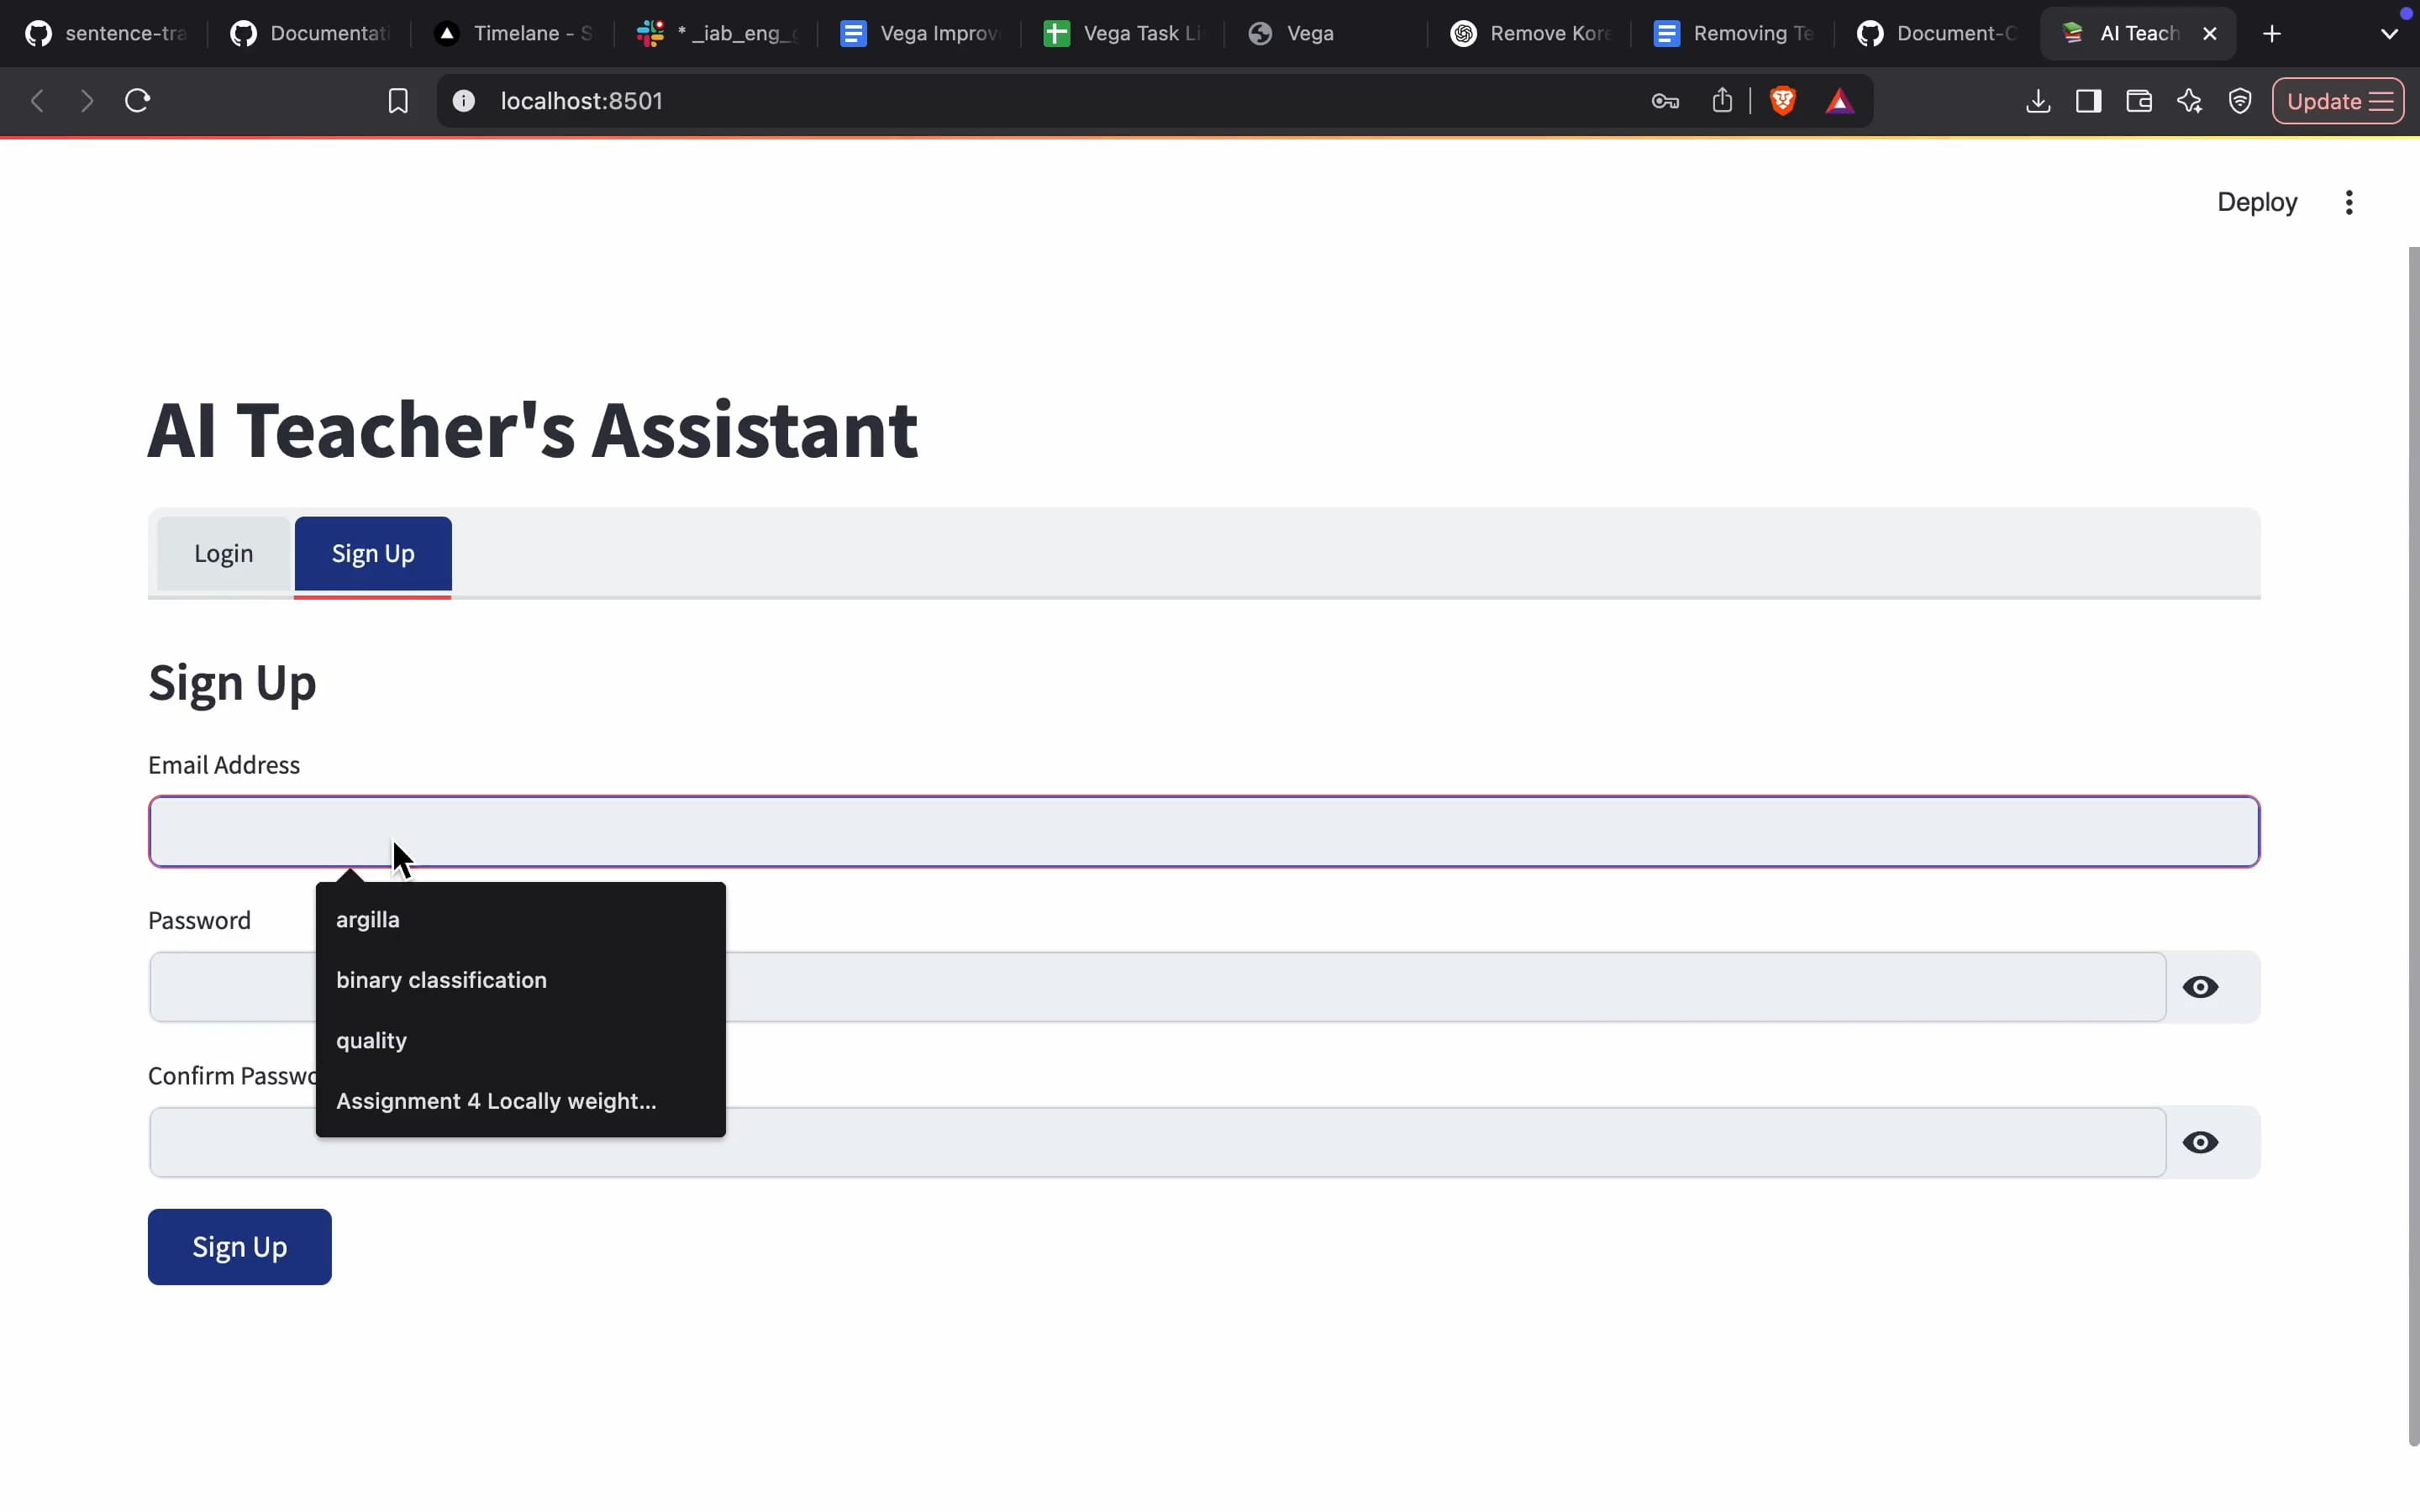 sentence-tra
Documentati
Timelane - S
* _iab_eng_
Vega Improv
Vega Task Li
Vega
Remove Kore
Removing Te
Document-C
AI Teach
localhost:8501
Update
Deploy
AI Teacher's Assistant
Login
Sign Up
Sign Up
Email Address
Password
argilla
binary classification
quality
Confirm Passwo
Assignment 4 Locally weight...
Sign Up